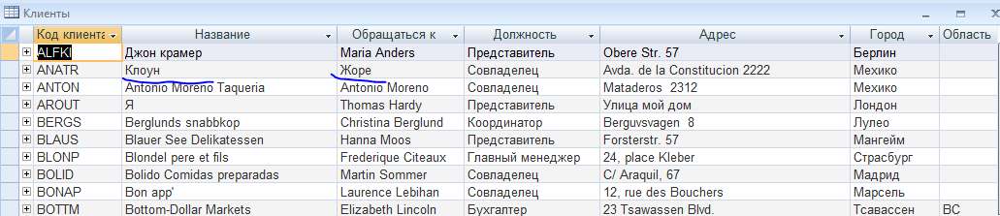 Клиенты
Код клиента Название Обращаться к Должность Адрес Город Область
ALFKI Джон крамер Maria Anders Представитель Obere Str. 57 Берлин
ANATR Клоун Жоре Совладелец Avda. de la Constitucion 2222 Мехико
ANTON Antonio Moreno Taqueria Antonio Moreno Совладелец Mataderos 2312 Мехико
AROUT Я Thomas Hardy Представитель Улица мой дом Лондон
BERGS Berglunds snabbkop Christina Berglund Координатор Berguvsvagen 8 Лулео
BLAUS Blauer See Delikatessen Hanna Moos Представитель Forsterstr. 57 Мангейм
BLONP Blondel pere et fils Frederique Citeaux Главный менеджер 24, place Kleber Страсбург
BOLID Bolido Comidas preparadas Martin Sommer Совладелец C/ Araquil, 67 Мадрид
BONAP Bon app' Laurence Lebihan Совладелец 12, rue des Bouchers Марсель
BOTTM Bottom-Dollar Markets Elizabeth Lincoln Бухгалтер 23 Tsawassen Blvd. Тсавассен BC